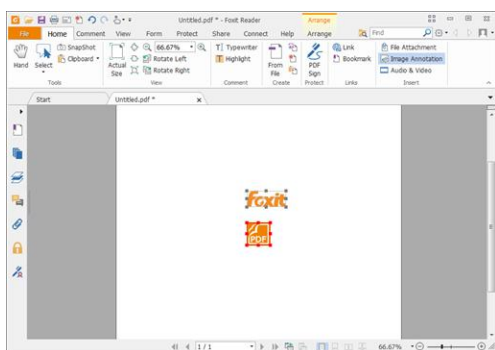 Untitled.pdf * - Foxit Reader
Arrange
File Home Comment View Form Protect Share Connect Help Arrange Find
Hand
Select
SnapShot
Clipboard
Actual Size
66.67%
Rotate Left
Rotate Right
Typewriter
Highlight
From File
PDF Sign
Link
Bookmark
File Attachment
Image Annotation
Audio & Video
Tools View Comment Create Protect Links Insert
Start Untitled.pdf *
foxit
PDF
1 / 1 66.67%